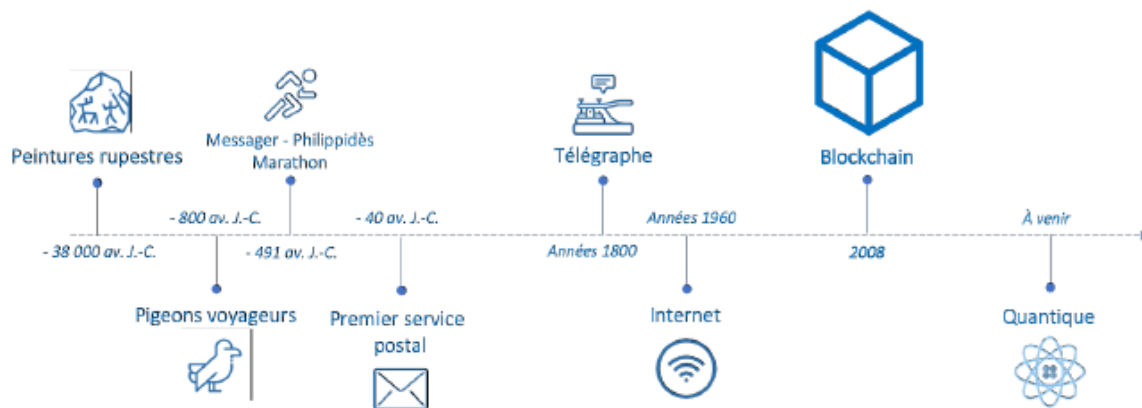 Peintures rupestres
Messager - Philippidès
Marathon
Télégraphe
Blockchain
- 800 av. J.-C.
- 40 av. J.-C.
Années 1960
À venir
- 38 000 av. J.-C.
- 491 av. J.-C.
Années 1800
2008
Pigeons voyageurs
Premier service
postal
Internet
Quantique